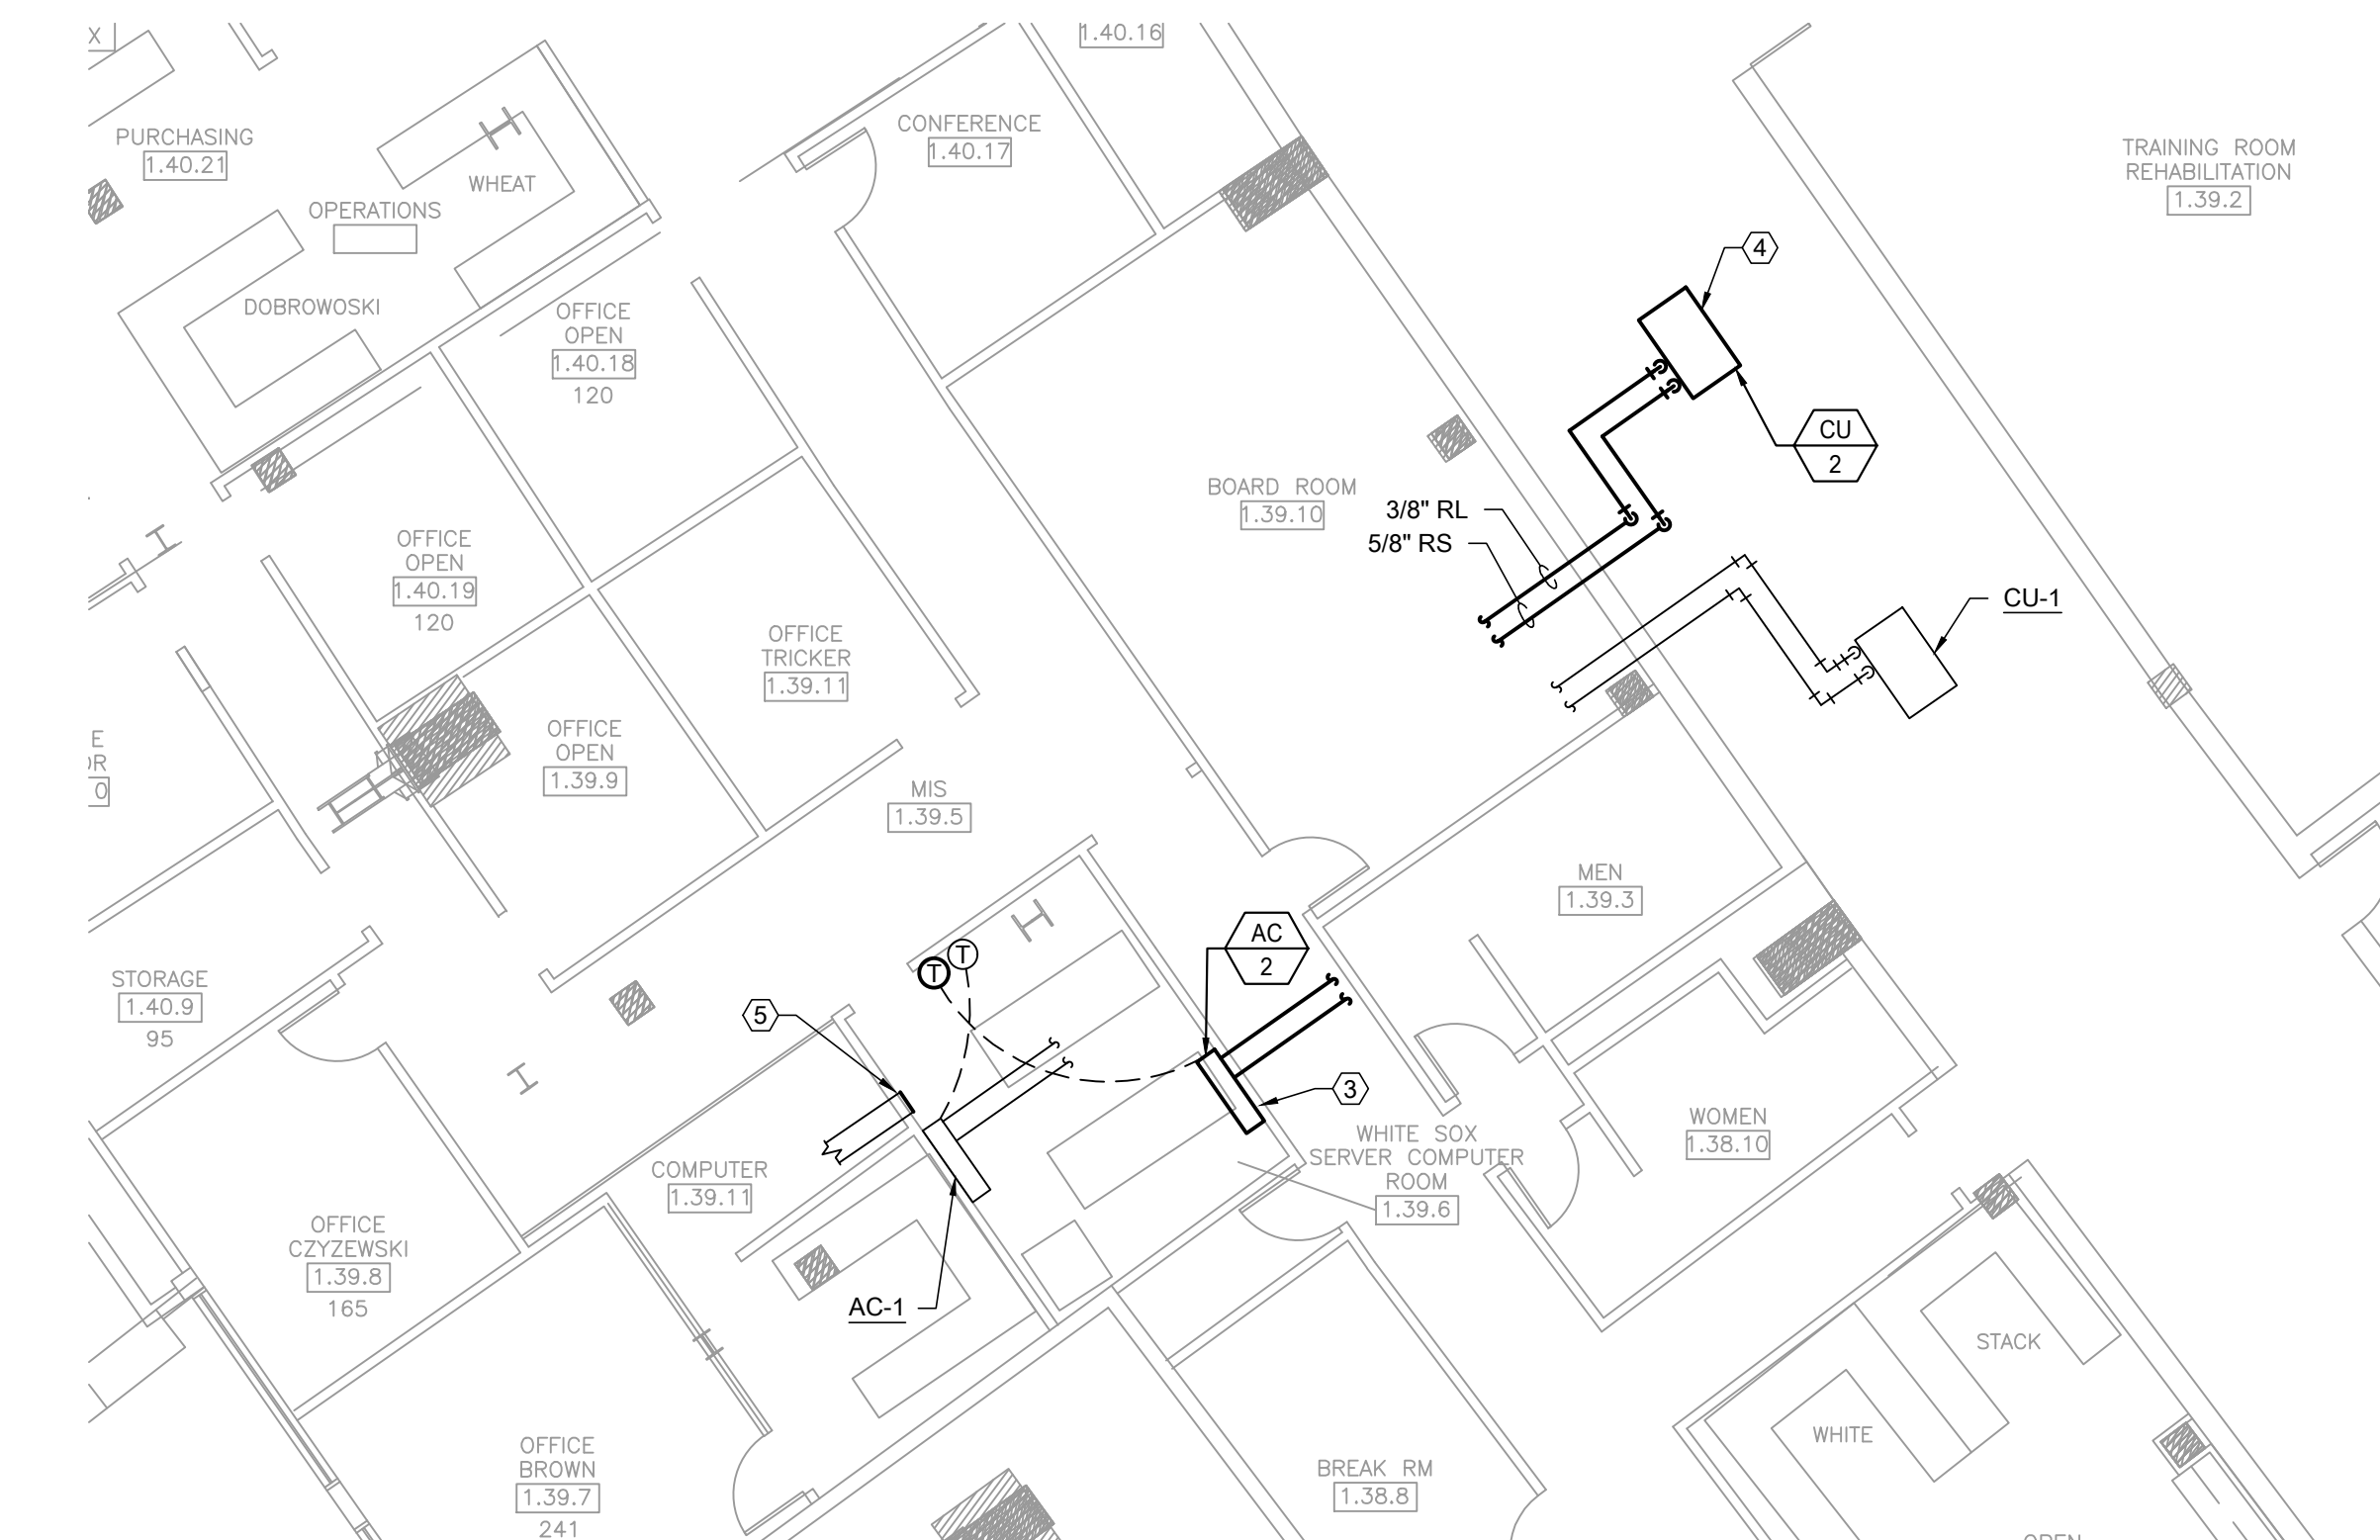 X
1.40.16
PURCHASING
1.40.21
CONFERENCE
1.40.17
TRAINING ROOM
REHABILITATION
1.39.2
WHEAT
OPERATIONS
DOBROWOSKI
4
OFFICE
OPEN
1.40.18
120
CU
2
BOARD ROOM
1.39.10
3/8" RL
5/8" RS
OFFICE
OPEN
1.40.19
120
CU-1
OFFICE
TRICKER
1.39.11
OFFICE
OPEN
1.39.9
E
OR
0
MIS
1.39.5
MEN
1.39.3
AC
2
T
T
STORAGE
1.40.9
95
5
3
WOMEN
1.38.10
WHITE SOX
SERVER COMPUTER
ROOM
1.39.6
COMPUTER
1.39.11
OFFICE
CZYZEWSKI
1.39.8
165
AC-1
STACK
WHITE
OFFICE
BROWN
1.39.7
241
BREAK RM
1.38.8
OPEN